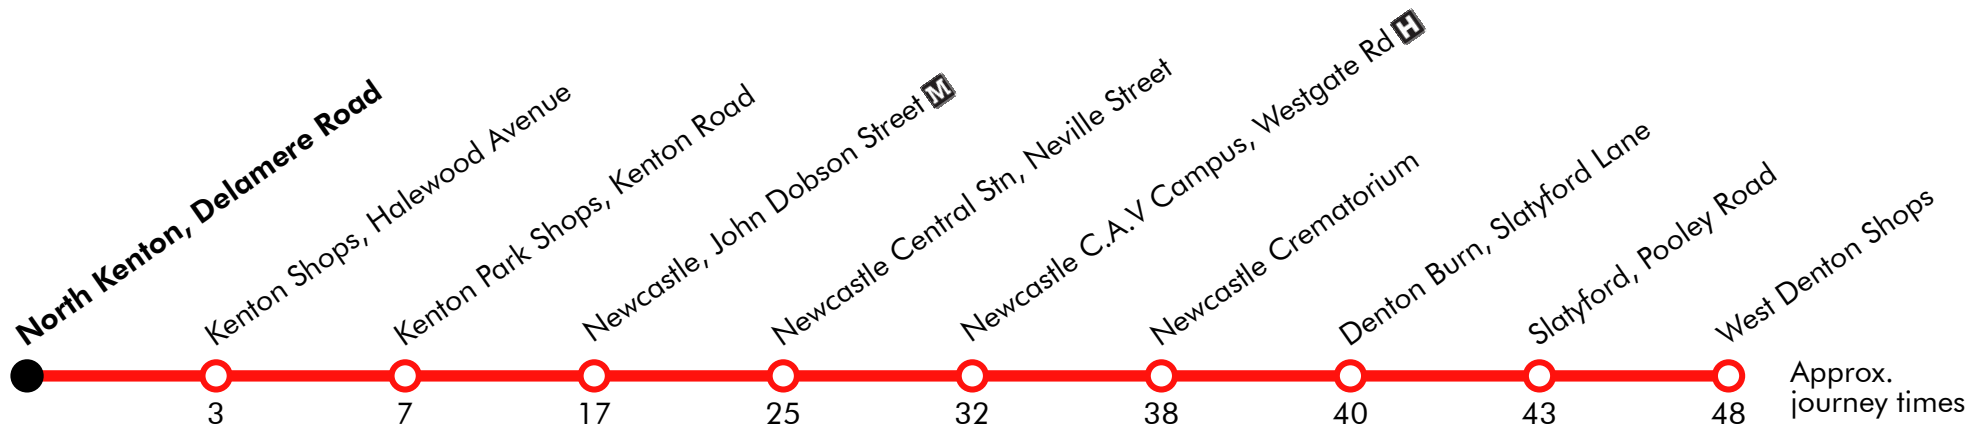 North Kenton, Delamere Road
Kenton Shops, Halewood Avenue
Kenton Park Shops, Kenton Road
Newcastle, John Dobson Street M
Newcastle Central Stn, Neville Street
Newcastle C.A.V Campus, Westgate Rd H
Newcastle Crematorium
Denton Burn, Slatyford Lane
Slatyford, Pooley Road
West Denton Shops
3 7 17 25 32 38 40 43 48
Approx.
journey times